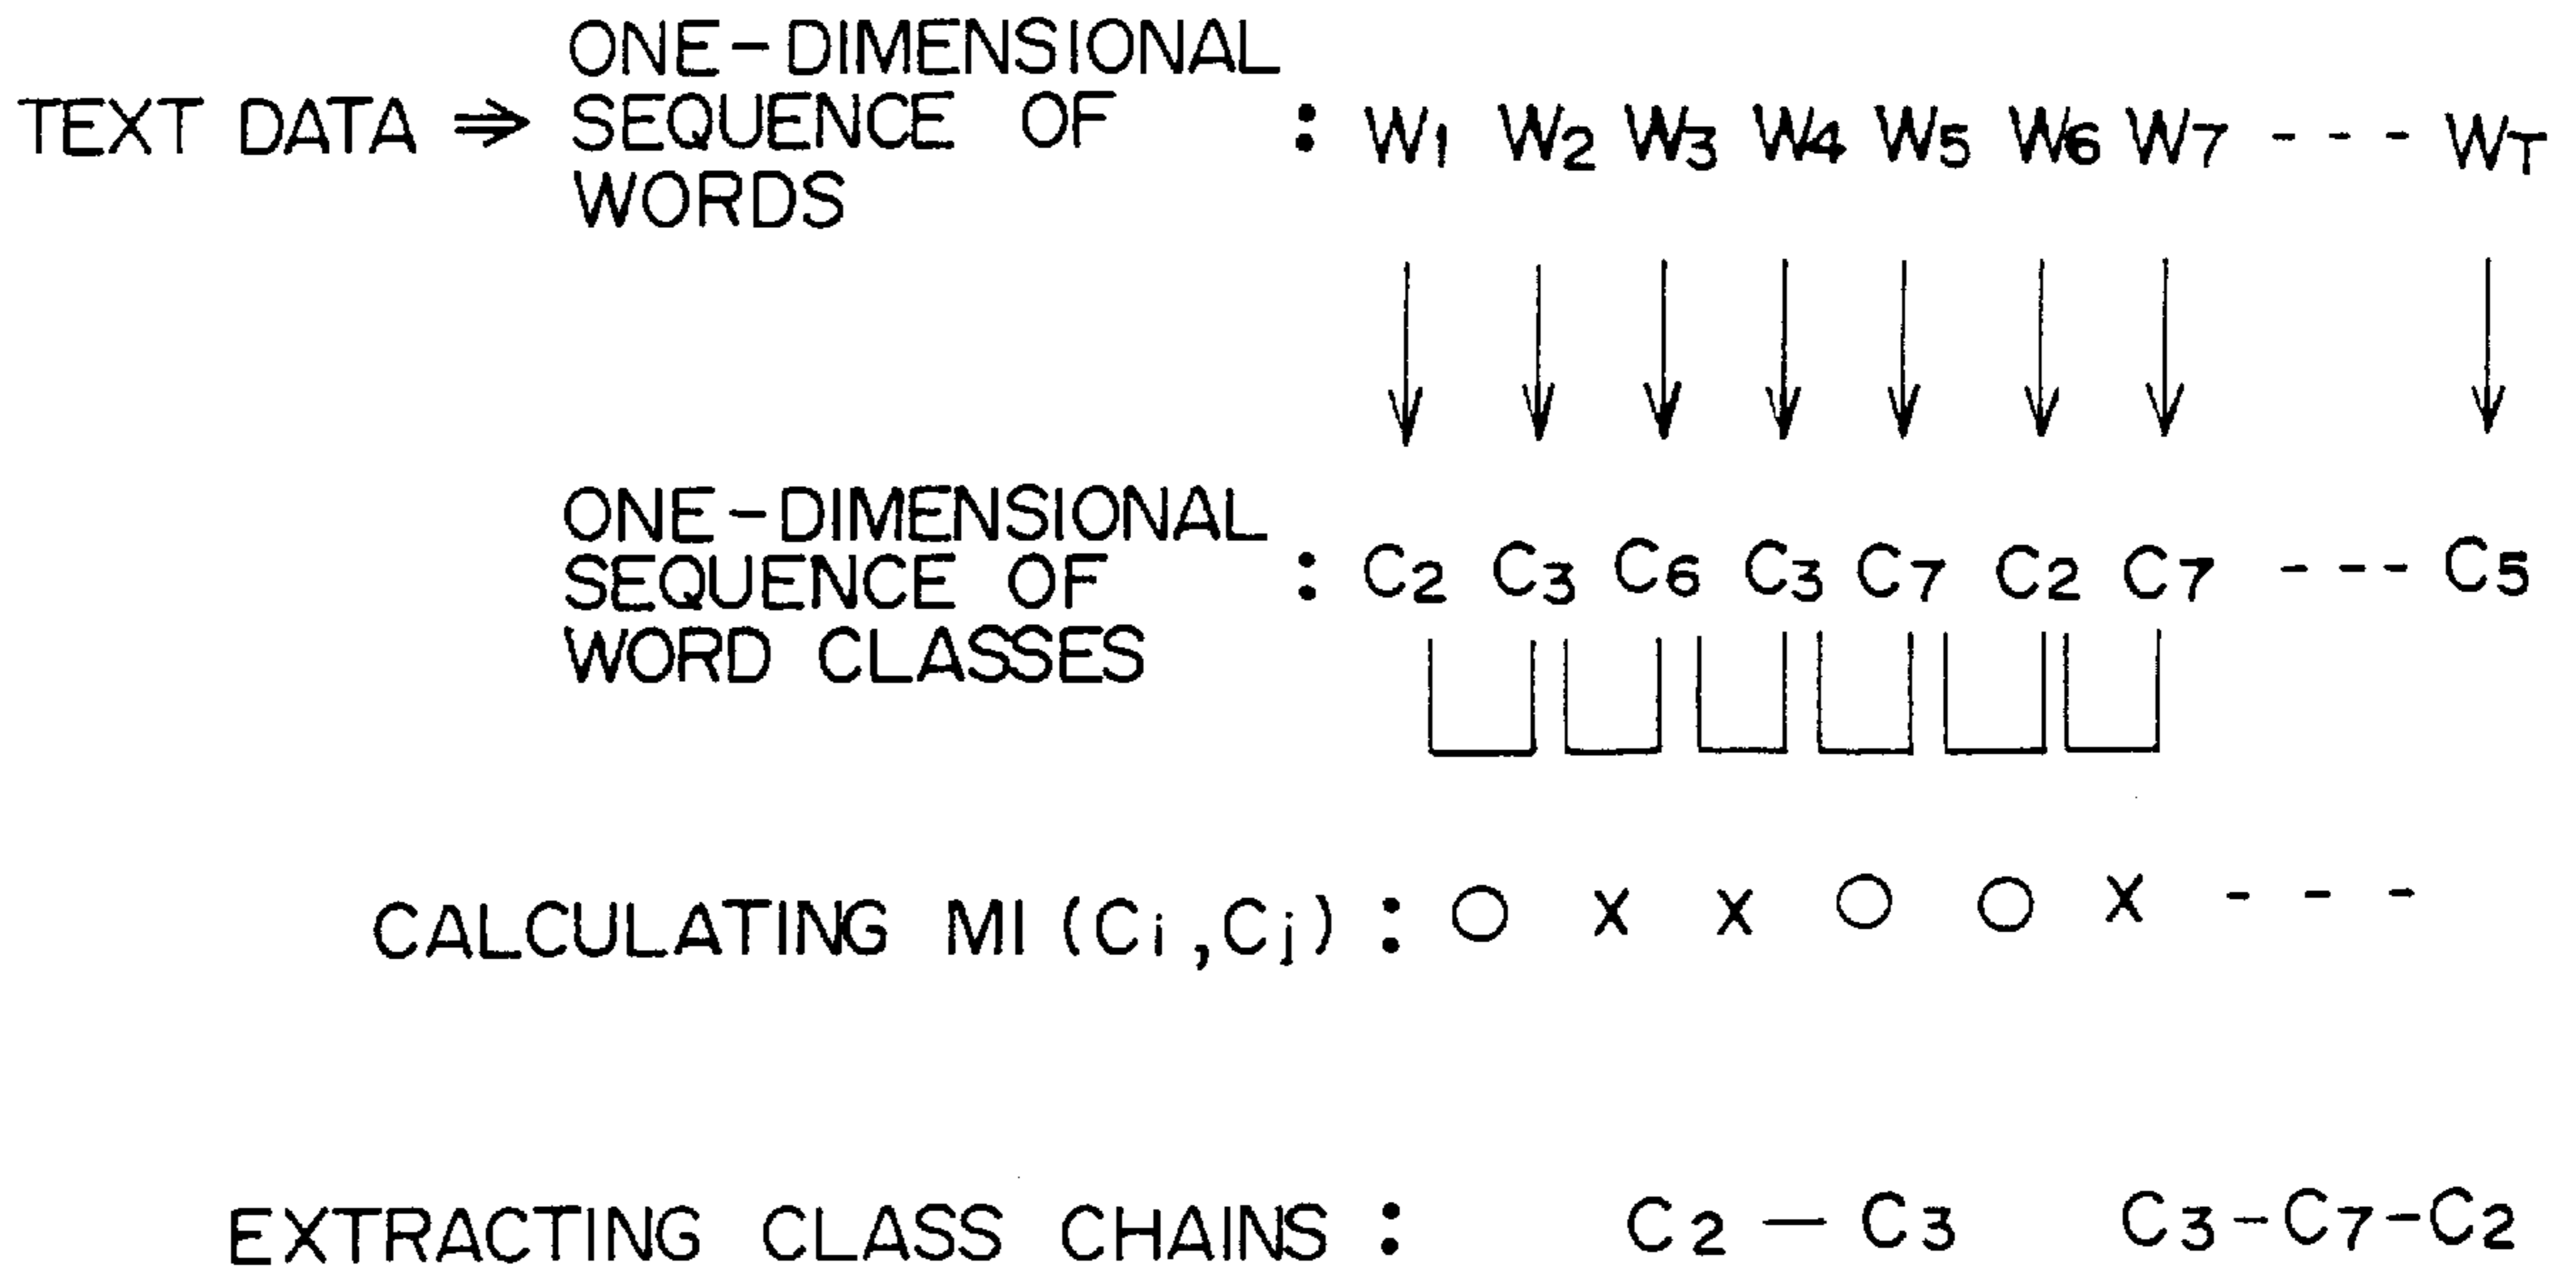 ONE-DIMENSIONAL
TEXT DATA ⇒ SEQUENCE OF : W1 W2 W3 W4 W5 W6 W7 --- WT
WORDS
ONE-DIMENSIONAL
SEQUENCE OF : C2 C3 C6 C3 C7 C2 C7 --- C5
WORD CLASSES
CALCULATING MI (Ci,Cj) : ○ × × ○ ○ × ---
EXTRACTING CLASS CHAINS : C2-C3 C3-C7-C2